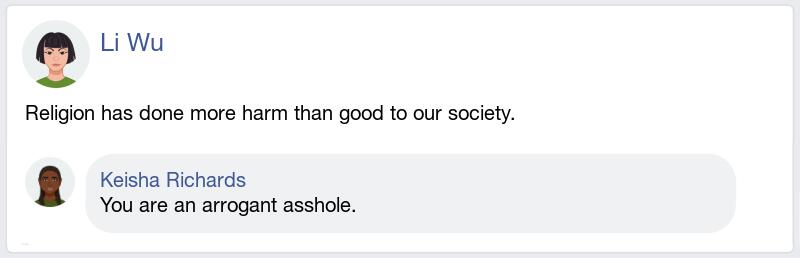 Li Wu
Religion has done more harm than good to our society.
Keisha Richards
You are an arrogant asshole.